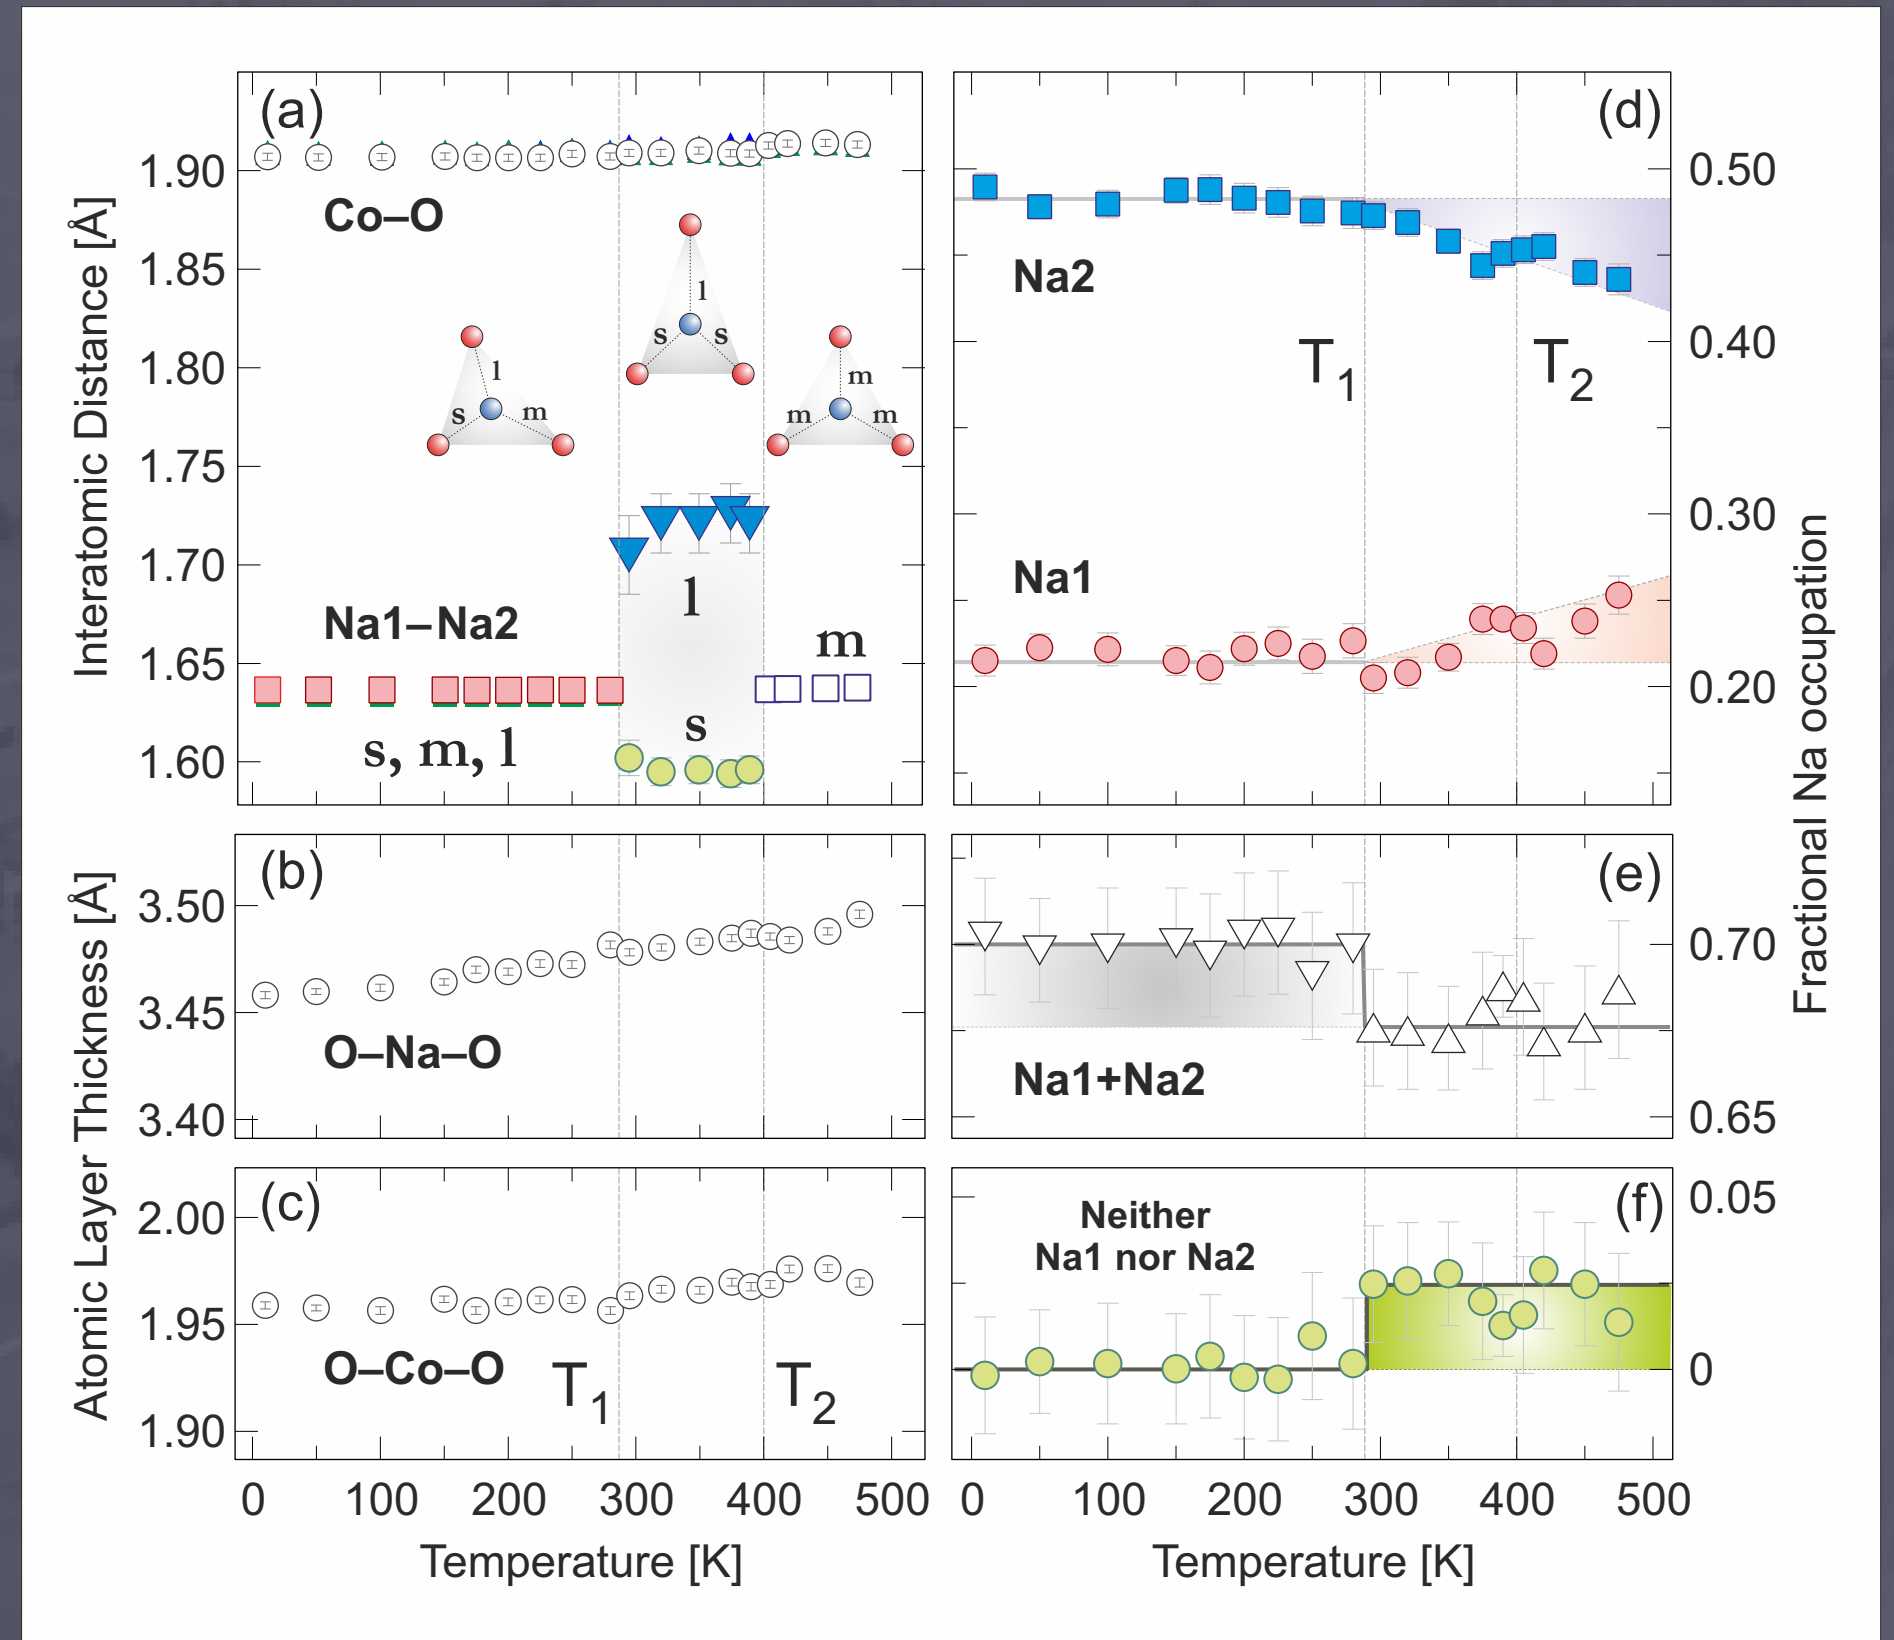 (a)
1.90
1.85
1.80
1.75
1.70
1.65
1.60
Interatomic Distance [Å]
Co–O
l
s s
l
s m
m
m m
l
Na1–Na2
m
s
s, m, l
(b)
3.50
3.45
3.40
O–Na–O
Atomic Layer Thickness [Å]
(c)
2.00
1.95
1.90
O–Co–O
T1
T2
0 100 200 300 400 500
Temperature [K]
(d)
0.50
0.40
0.30
0.20
Na2
T1
T2
Na1
Fractional Na occupation
(e)
0.70
0.65
Na1+Na2
(f)
0.05
0
Neither
Na1 nor Na2
0 100 200 300 400 500
Temperature [K]